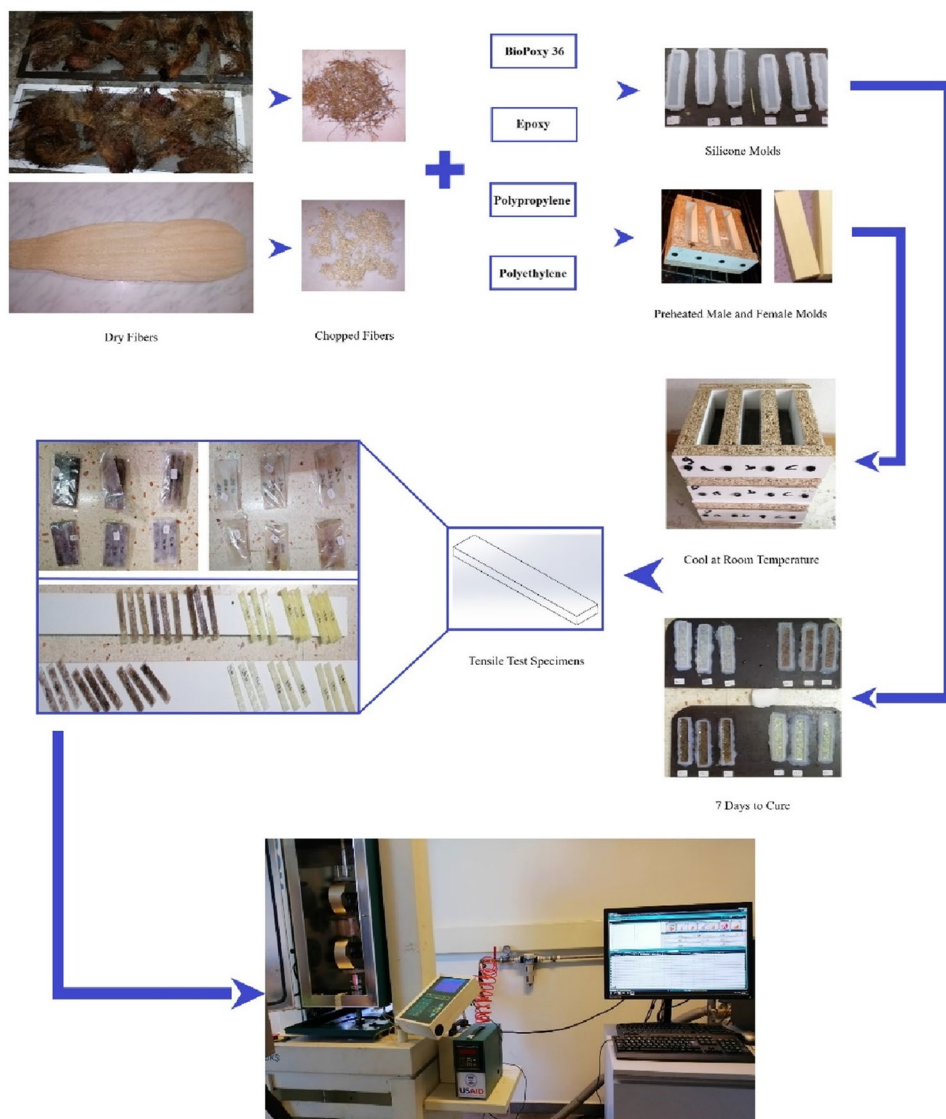 BioPoxy 36
Epoxy
Silicone Molds
Polypropylene
Polyethylene
Dry Fibers
Chopped Fibers
Preheated Male and Female Molds
Cool at Room Temperature
Tensile Test Specimens
7 Days to Cure
USAID